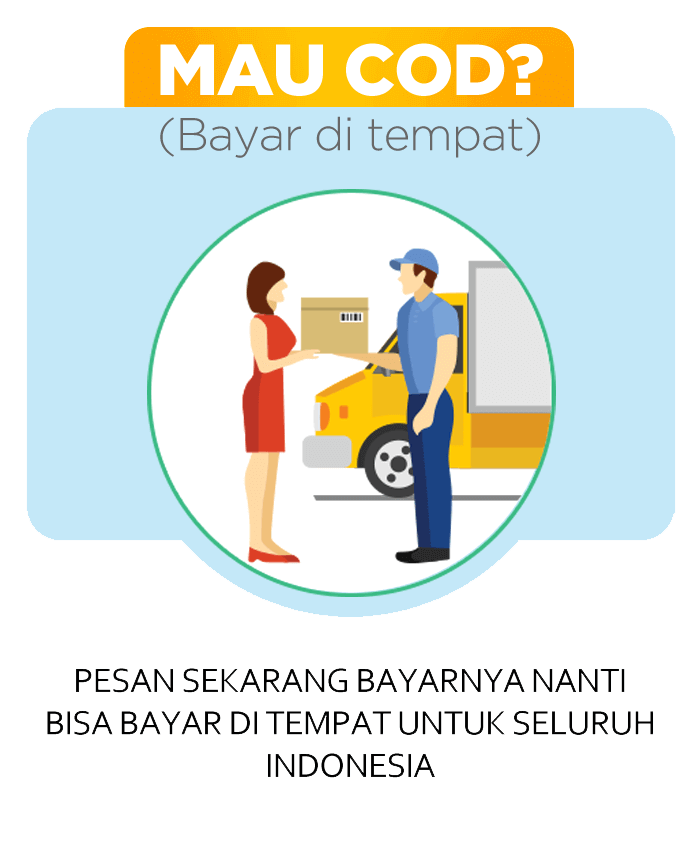 MAU COD?
(Bayar di tempat)
PESAN SEKARANG BAYARNYA NANTI
BISA BAYAR DI TEMPAT UNTUK SELURUH
INDONESIA